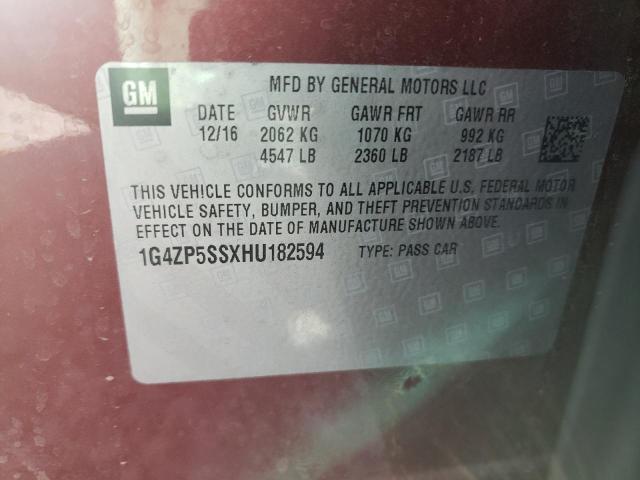 GM
MFD BY GENERAL MOTORS LLC
DATE GVWR GAWR FRT GAWR RR
12/16 2062 KG 1070 KG 992 KG
4547 LB 2360 LB 2187 LB
THIS VEHICLE CONFORMS TO ALL APPLICABLE U.S. FEDERAL MOTOR
VEHICLE SAFETY, BUMPER, AND THEFT PREVENTION STANDARDS
IN EFFECT ON THE DATE OF MANUFACTURE SHOWN ABOVE.
1G4ZP5SSXHU182594 TYPE: PASS CAR